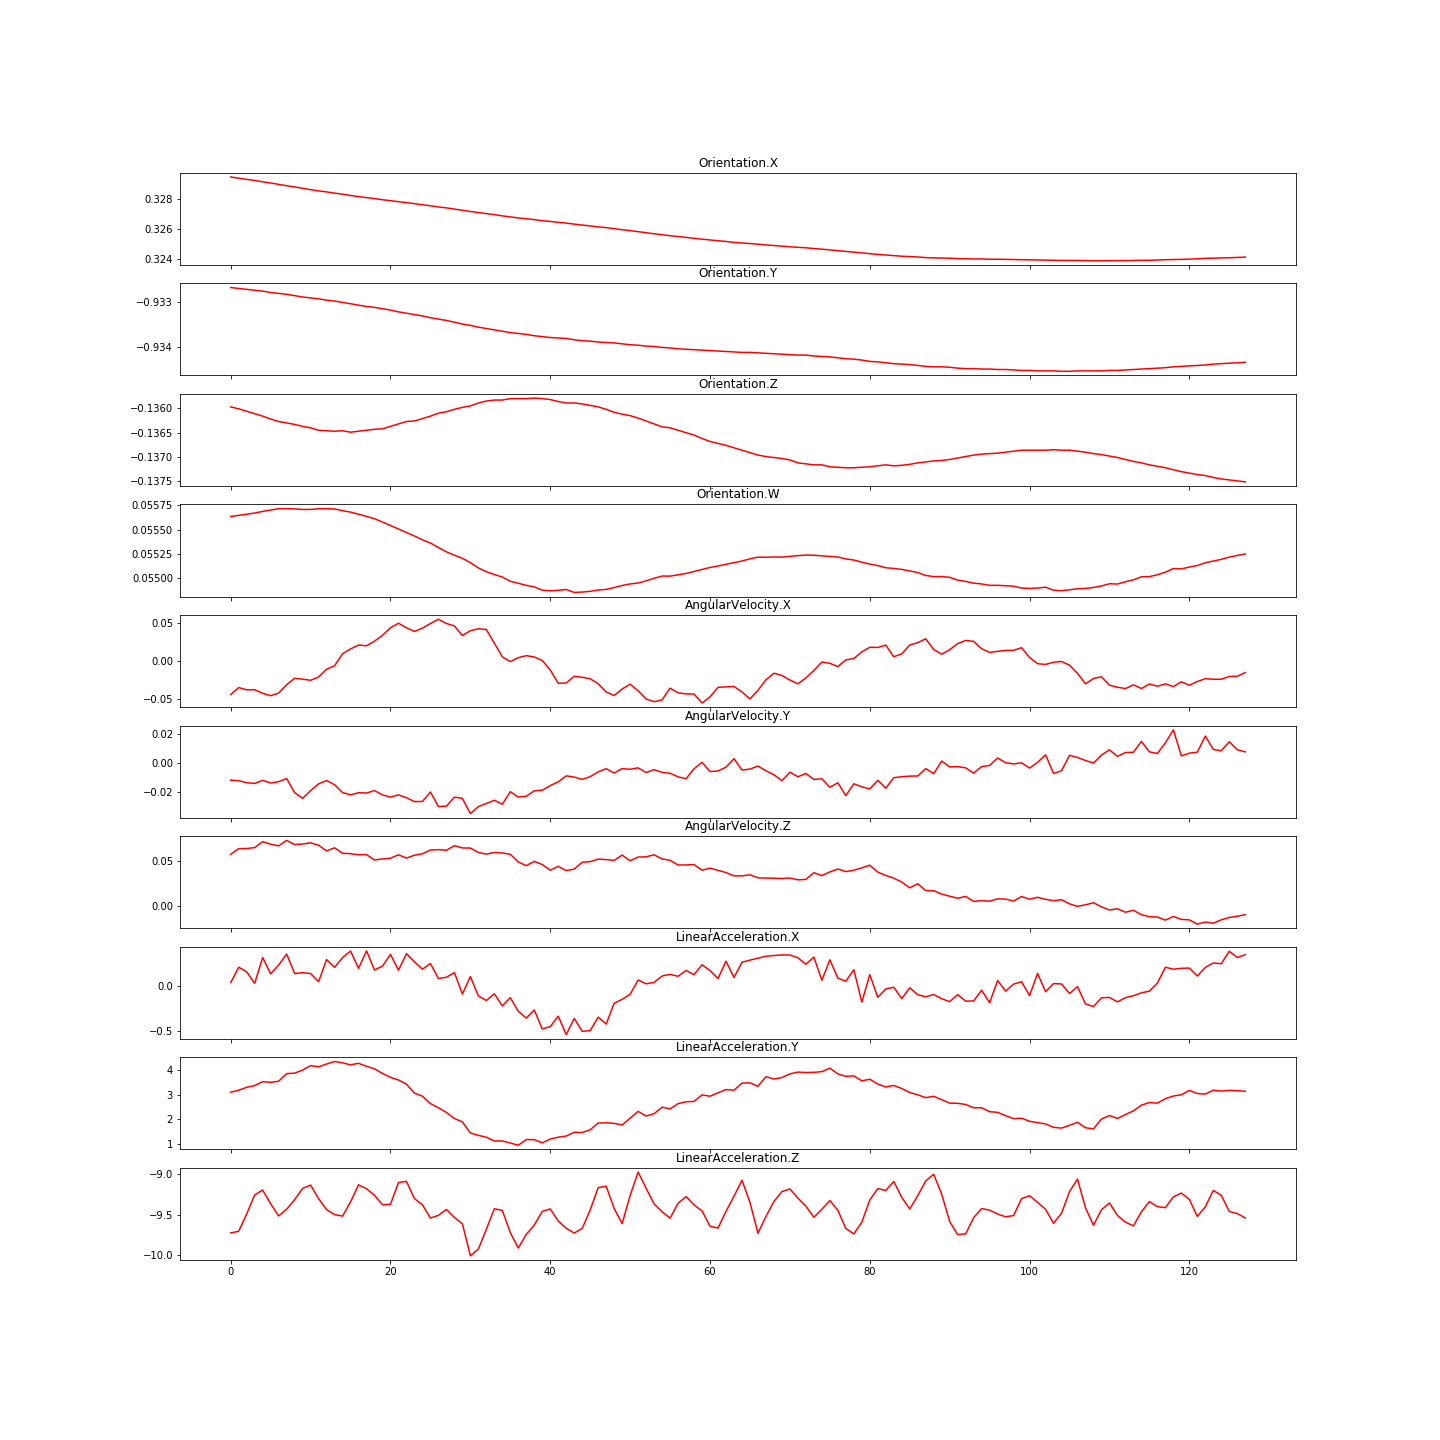 Orientation.X
0.328
0.326
0.324
Orientation.Y
−0.933
−0.934
Orientation.Z
−0.1360
−0.1365
−0.1370
−0.1375
Orientation.W
0.05575
0.05550
0.05525
0.05500
AngularVelocity.X
0.05
0.00
−0.05
AngularVelocity.Y
0.02
0.00
−0.02
AngularVelocity.Z
0.05
0.00
LinearAcceleration.X
0.0
−0.5
LinearAcceleration.Y
4
3
2
1
LinearAcceleration.Z
−9.0
−9.5
−10.0
0 20 40 60 80 100 120